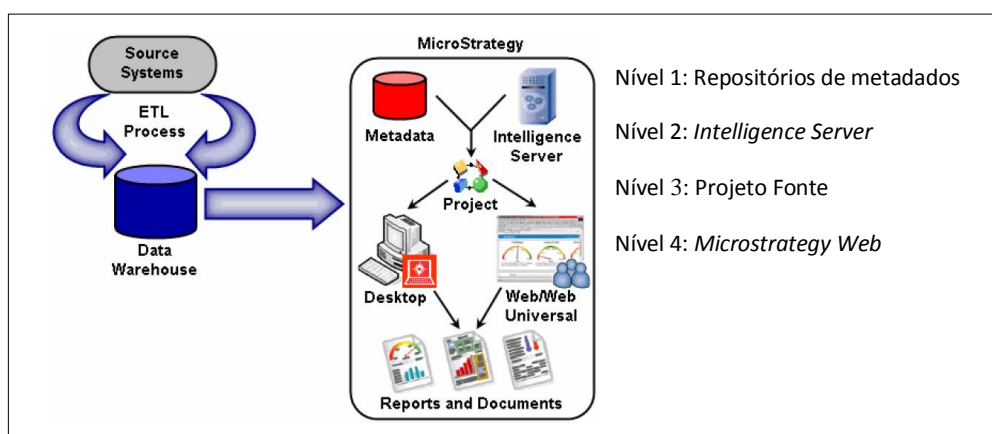 Source
Systems
ETL
Process
Data
Warehouse
MicroStrategy
Metadata
Intelligence
Server
Project
Desktop
Web/Web
Universal
Reports and Documents
Nível 1: Repositórios de metadados
Nível 2: Intelligence Server
Nível 3: Projeto Fonte
Nível 4: Microstrategy Web